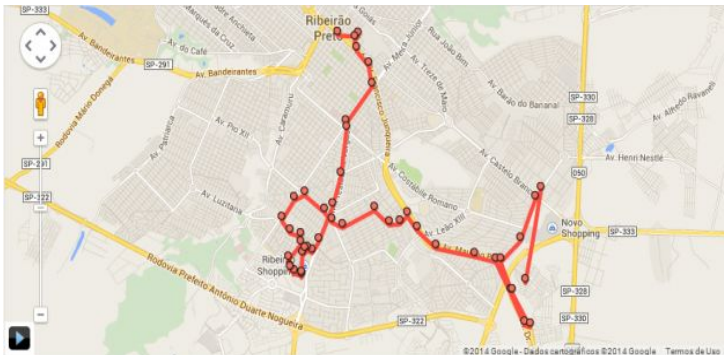 SP-333
Ribeirão
Preto
Av. Bandeirantes
Av. do Café
SP-291
Av. Bandeirantes
Av. Meira Júnior
Rua João Bim
Av. Treze de Maio
Av. Barão do Bananal
SP-330
SP-328
Av. Alfredo Ravaneli
Rodovia Mário Donegá
Av. Patriarca
Av. Pio XII
Av. Caramuru
Av. Castelo Branco
Av. Henri Nestlé
SP-291
SP-322
050
Av. Costábile Romano
Av. Luzitana
Av. Leão XIII
Novo
Shopping
SP-333
Shopping
Rodovia Prefeito Antônio Duarte Nogueira
SP-322
SP-328
SP-330
©2014 Google - Dados cartográficos ©2014 Google
Termos de Uso